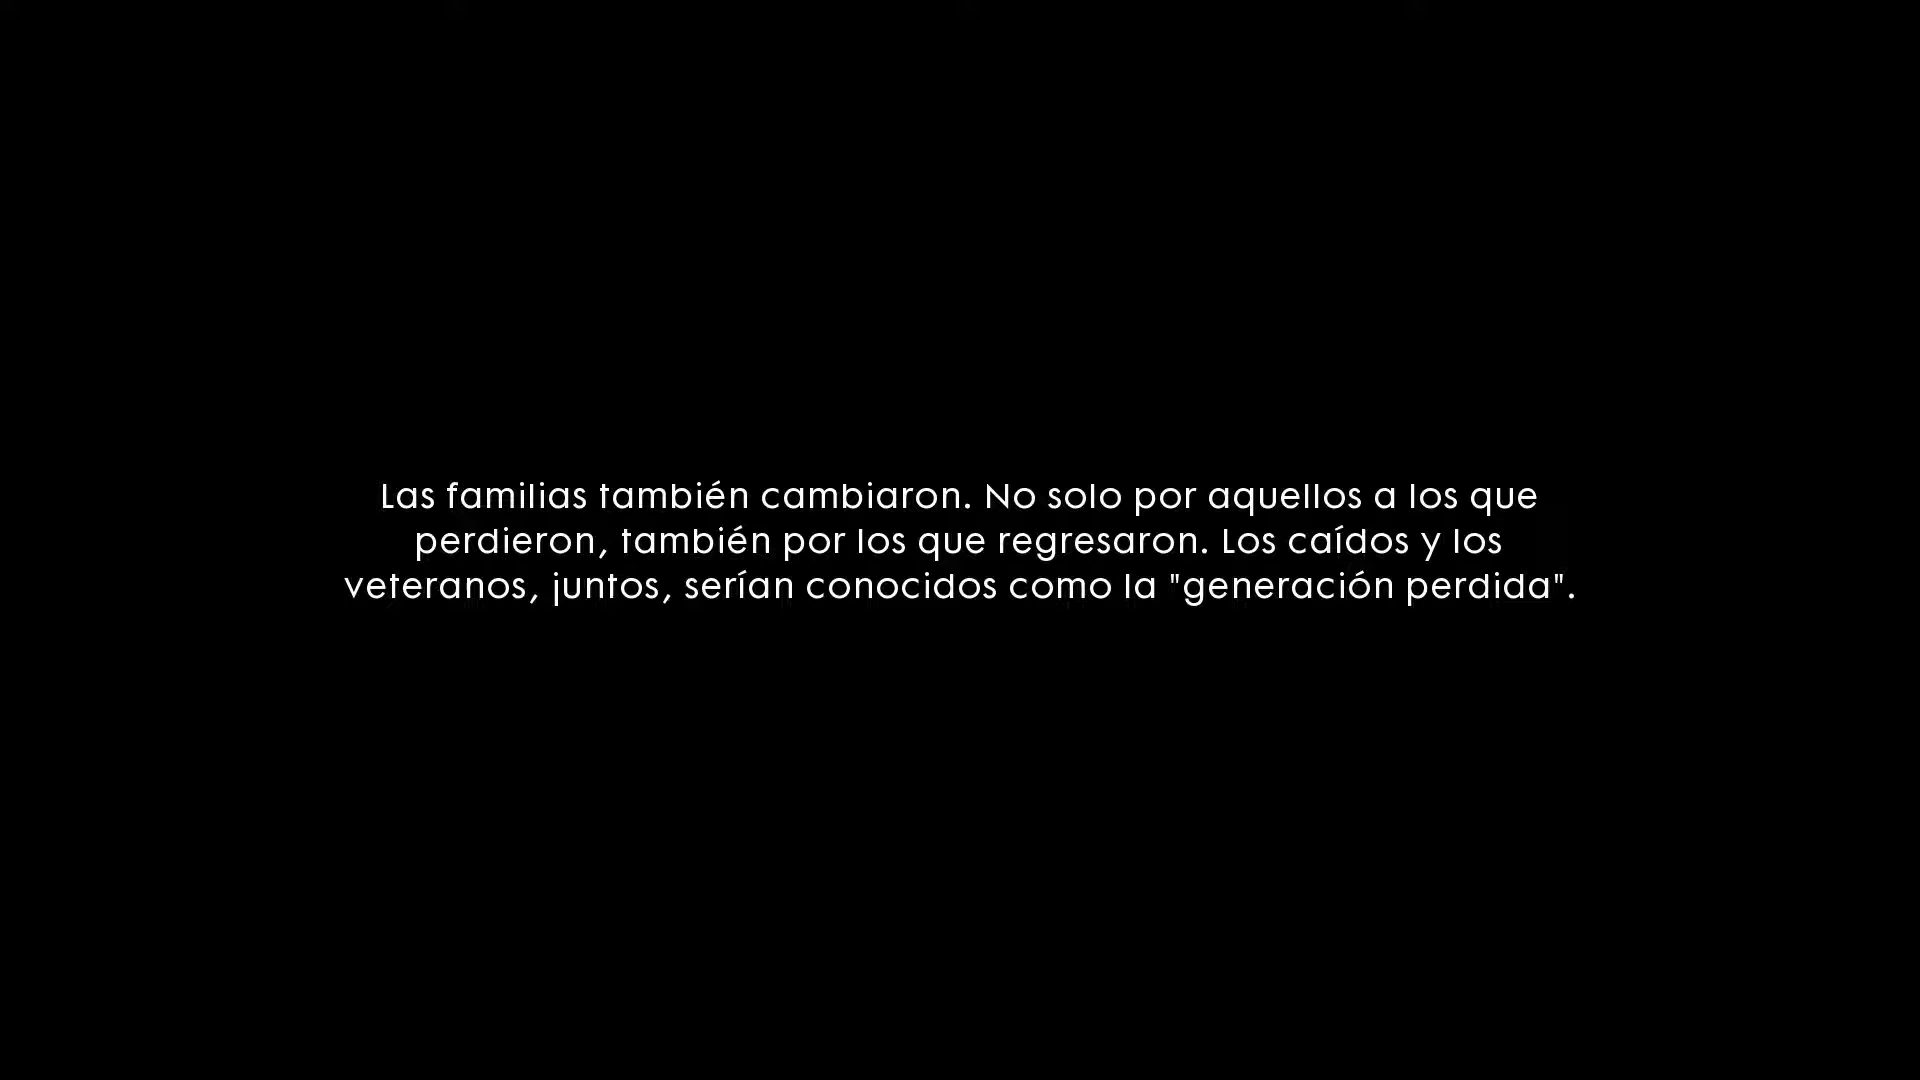 Las familias también cambiaron. No solo por aquellos a los que
perdieron, también por los que regresaron. Los caídos y los
veteranos, juntos, serían conocidos como la "generación perdida".